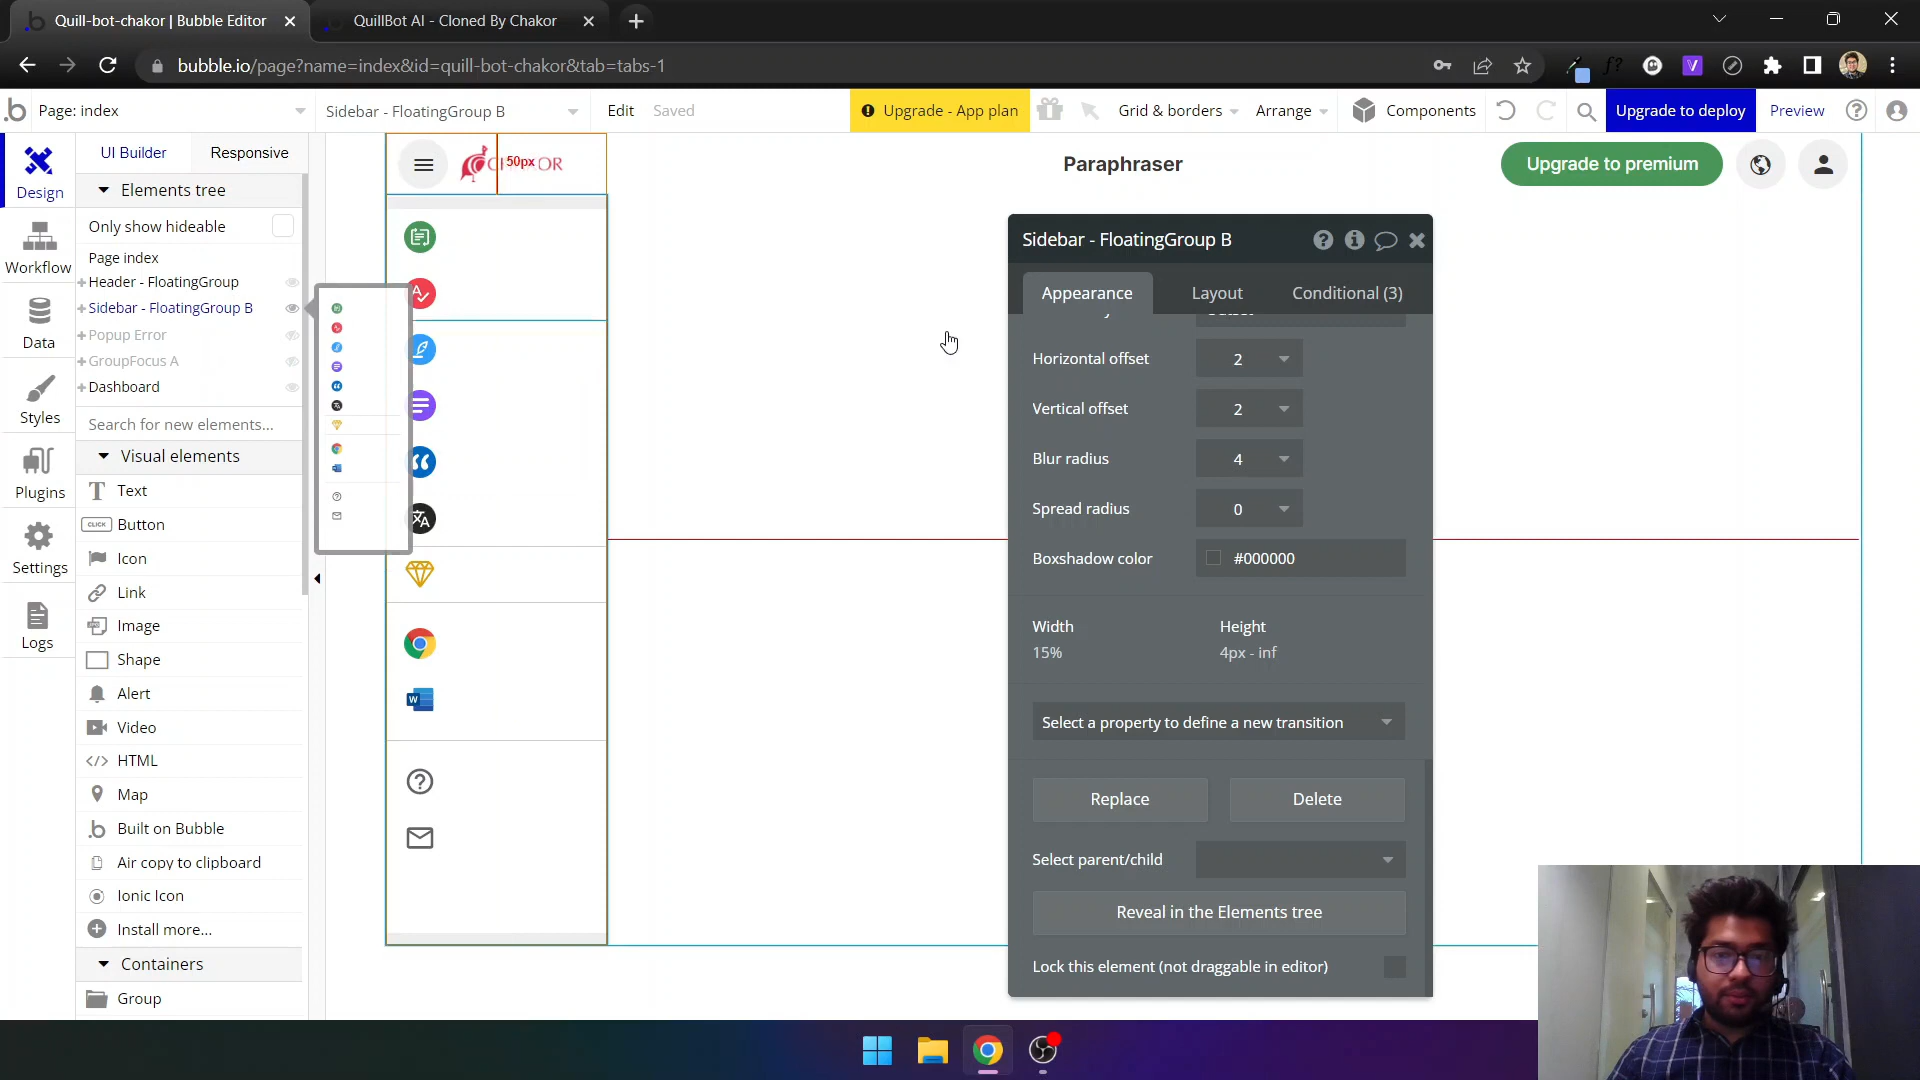 Quill-bot-chakor | Bubble Editor
QuillBot AI - Cloned By Chakor
bubble.io/page?name=index&id=quill-bot-chakor&tab=tabs-1
Page: index
Sidebar - FloatingGroup B
Edit
Saved
Upgrade - App plan
Grid & borders
Arrange
Components
Upgrade to deploy
Preview
Design
Workflow
Data
Styles
Plugins
Settings
Logs
UI Builder
Responsive
Elements tree
Only show hideable
Page index
Header - FloatingGroup
Sidebar - FloatingGroup B
Popup Error
GroupFocus A
Dashboard
Search for new elements...
Visual elements
Text
CLICK Button
Icon
Link
Image
Shape
Alert
Video
HTML
Map
Built on Bubble
Air copy to clipboard
Ionic Icon
Install more...
Containers
Group
50px
Paraphraser
Upgrade to premium
Sidebar - FloatingGroup B
Appearance
Layout
Conditional (3)
Horizontal offset
2
Vertical offset
2
Blur radius
4
Spread radius
0
Boxshadow color
#000000
Width
Height
15%
4px - inf
Select a property to define a new transition
Replace
Delete
Select parent/child
Reveal in the Elements tree
Lock this element (not draggable in editor)